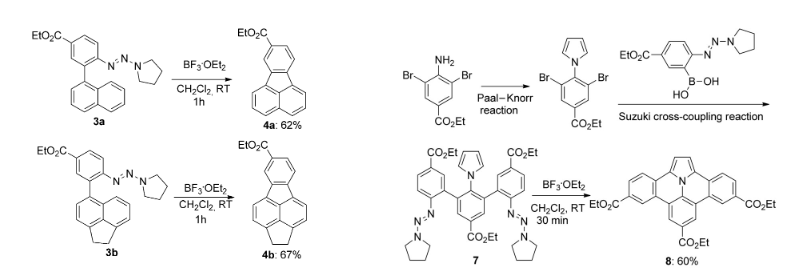 EtO₂C
N
N
N
BF₃·OEt₂
CH₂Cl₂, RT
1h
3a
EtO₂C
4a: 62%
EtO₂C
N
N
N
BF₃·OEt₂
CH₂Cl₂, RT
1h
3b
EtO₂C
4b: 67%
NH₂
Br
Br
CO₂Et
Paal–Knorr
reaction
N
Br
Br
CO₂Et
EtO₂C
N
N
N
B
OH
HO
Suzuki cross-coupling reaction
CO₂Et
N
CO₂Et
N
N
N
CO₂Et
N
N
N
7
BF₃·OEt₂
CH₂Cl₂, RT
30 min
N
EtO₂C
CO₂Et
CO₂Et
8: 60%